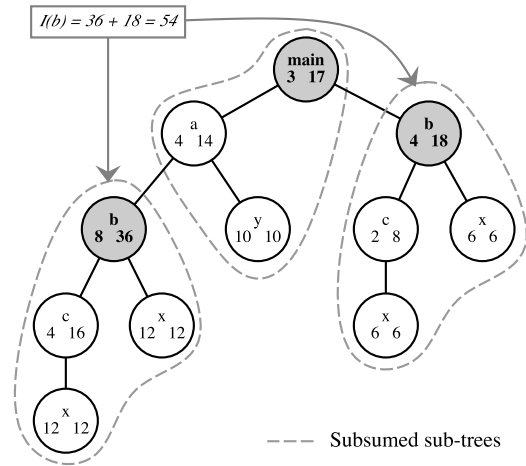 I(b) = 36 + 18 = 54
main
3 17
a
4 14
b
4 18
b
8 36
y
10 10
c
2 8
x
6 6
c
4 16
x
12 12
x
6 6
x
12 12
Subsumed sub-trees